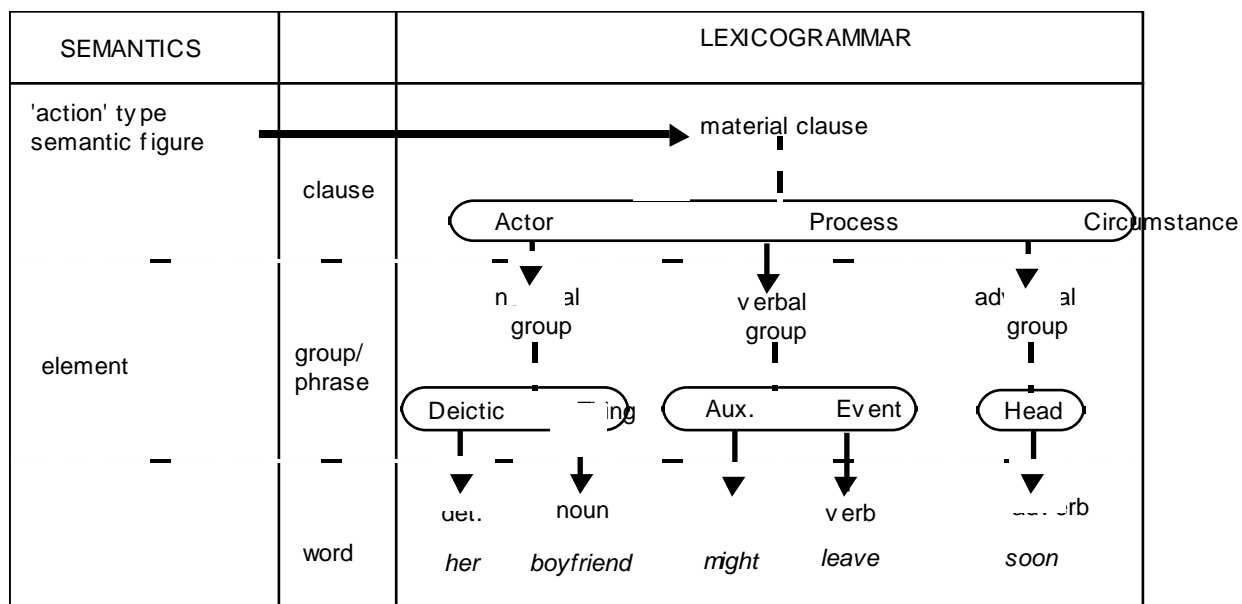 SEMANTICS
LEXICOGRAMMAR
'action' type
semantic figure
material clause
clause
Actor Process Circumstance
verbal
group group group
element
group/
phrase
Deictic Aux. Event Head
noun verb
word
her boyfriend might leave soon